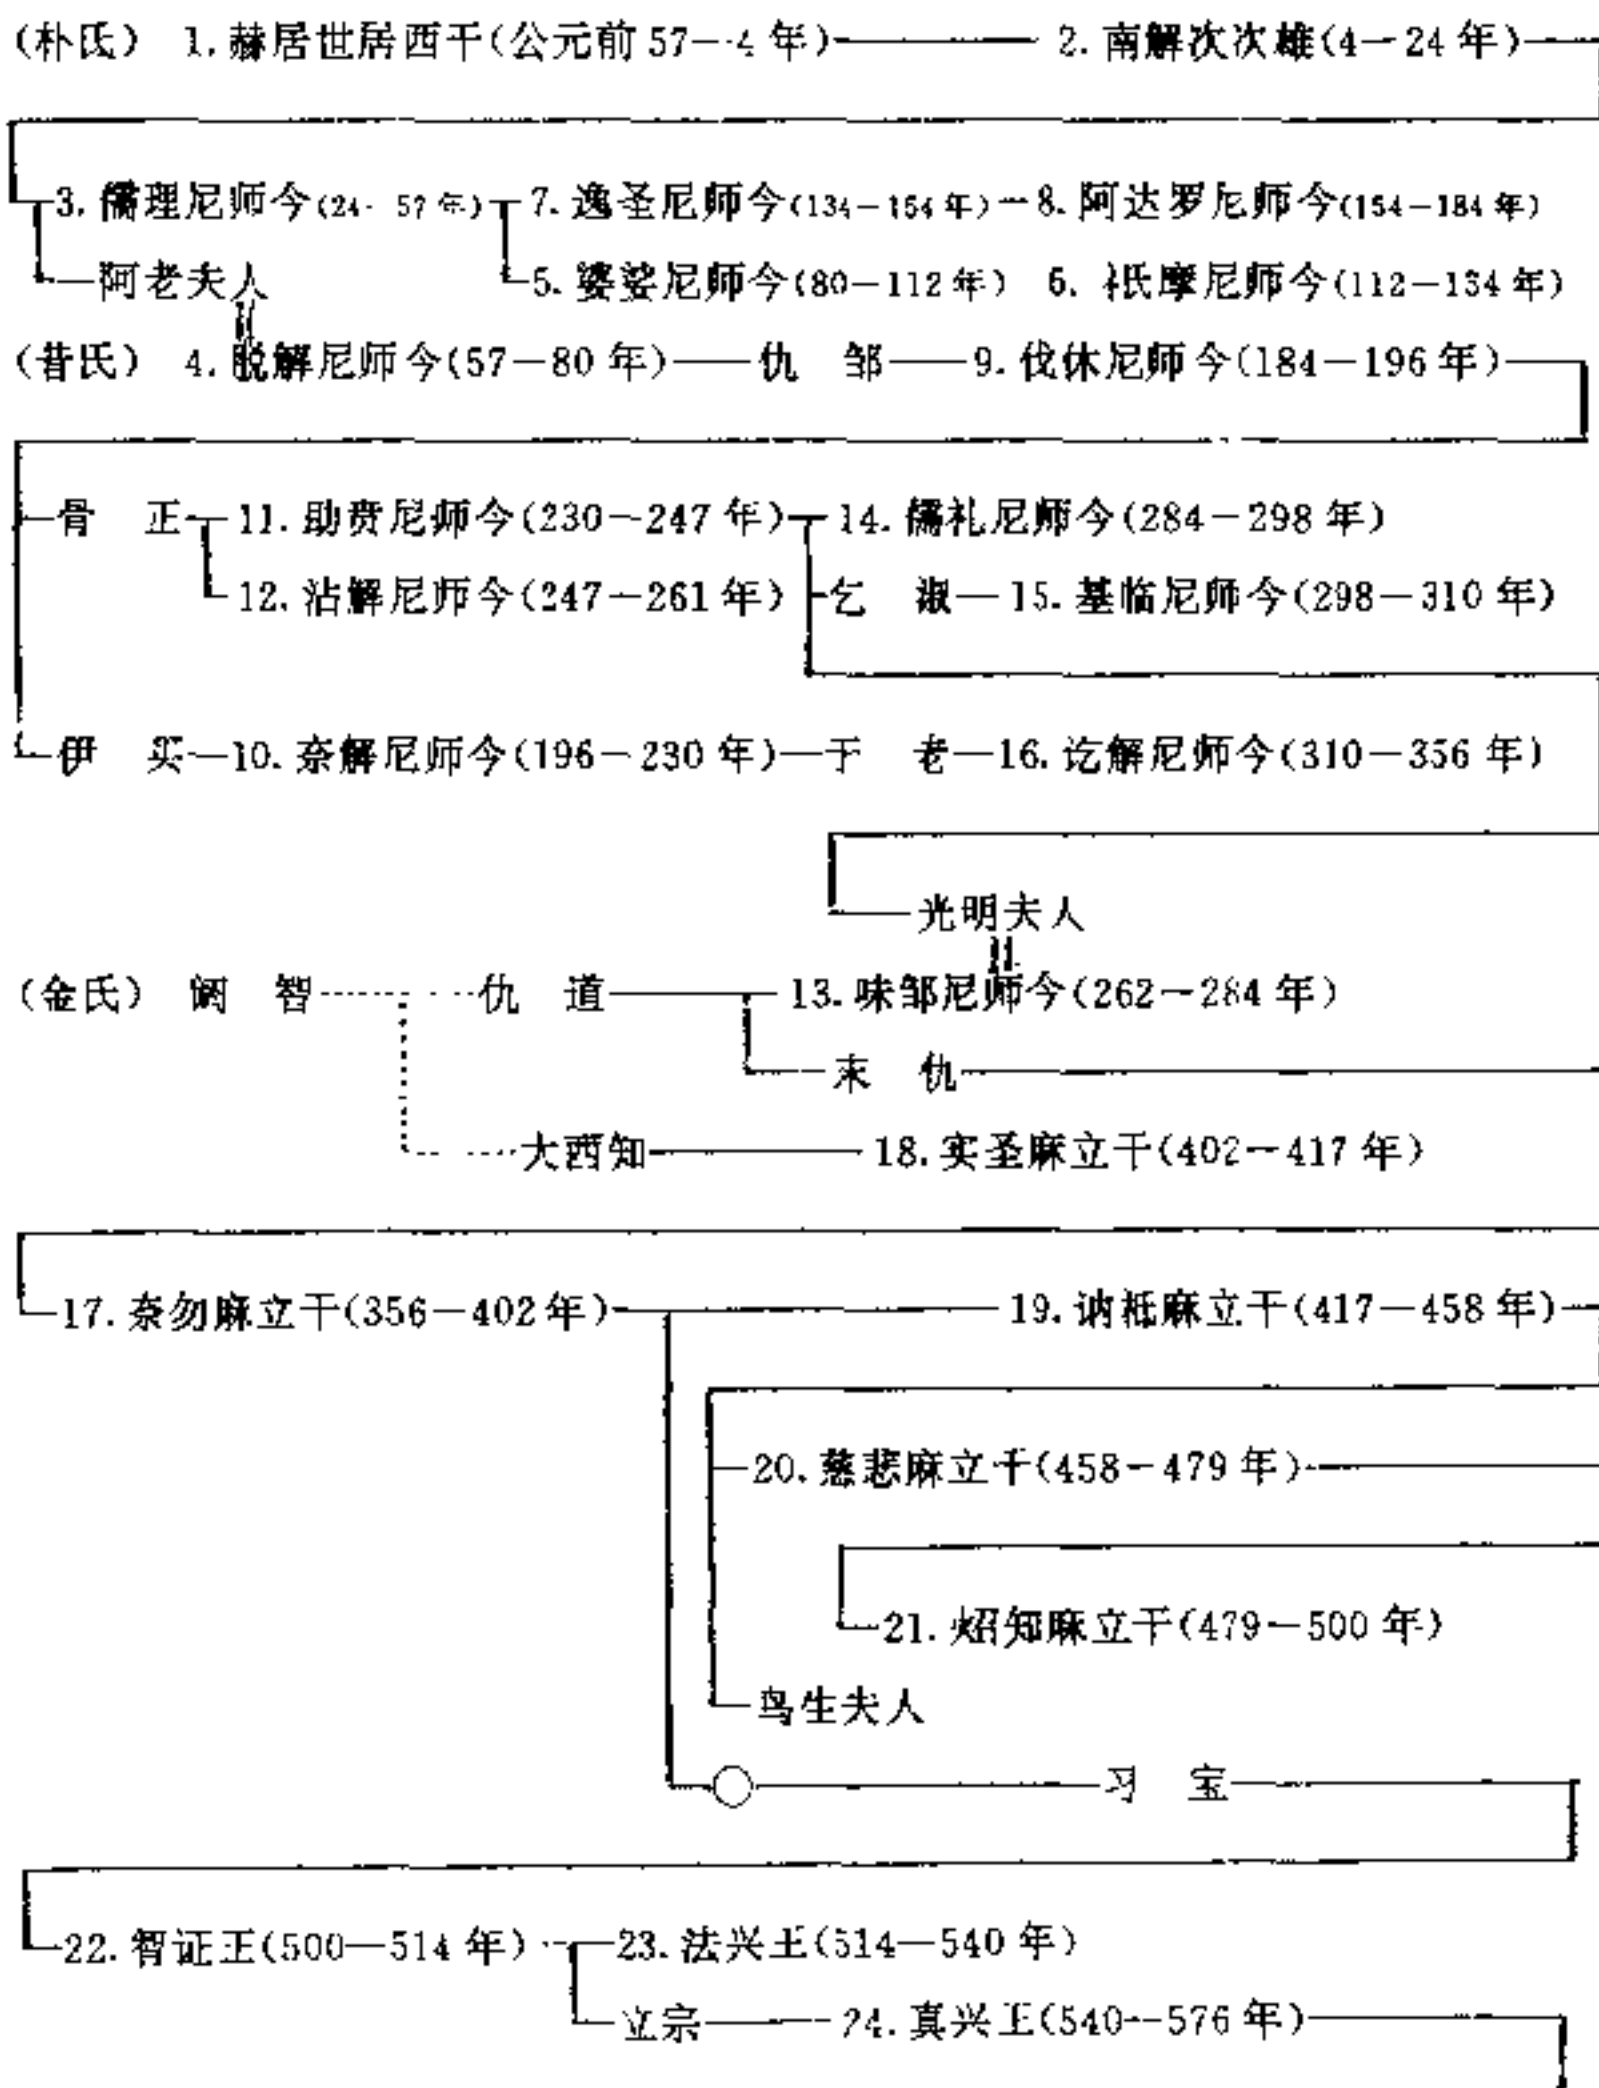 (朴氏) 1.赫居世居西干(公元前57—4年)——2.南解次次雄(4—24年)
3.儒理尼师今(24-57年) 7.逸圣尼师今(134—154年)—8.阿达罗尼师今(154—184年)
阿老夫人 5.婆娑尼师今(80—112年) 6.祇摩尼师今(112—134年)
(昔氏) 4.脱解尼师今(57—80年)——仇 邹——9.伐休尼师今(184—196年)
骨 正 11.助贲尼师今(230—247年) 14.儒礼尼师今(284—298年)
12.沾解尼师今(247—261年) 乞 淑—15.基临尼师今(298—310年)
伊 买—10.奈解尼师今(196—230年)—于 老—16.讫解尼师今(310—356年)
光明夫人
(金氏) 阏 智 仇 道 13.味邹尼师今(262—284年)
末 仇
大西知 18.实圣麻立干(402—417年)
17.奈勿麻立干(356—402年) 19.讷祗麻立干(417—458年)
20.慈悲麻立干(458—479年)
21.炤知麻立干(479—500年)
鸟生夫人
习 宝
22.智证王(500—514年) 23.法兴王(514—540年)
立宗 24.真兴王(540—576年)